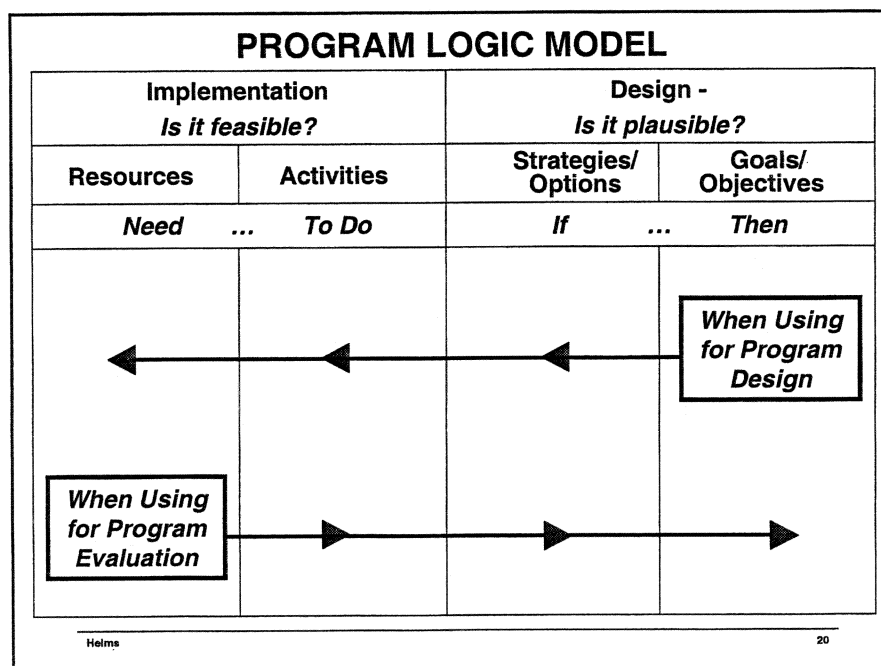 PROGRAM LOGIC MODEL
Implementation
Is it feasible?
Design -
Is it plausible?
Resources
Activities
Strategies/
Options
Goals/
Objectives
Need ... To Do
If ... Then
When Using
for Program
Design
When Using
for Program
Evaluation
Helms
20